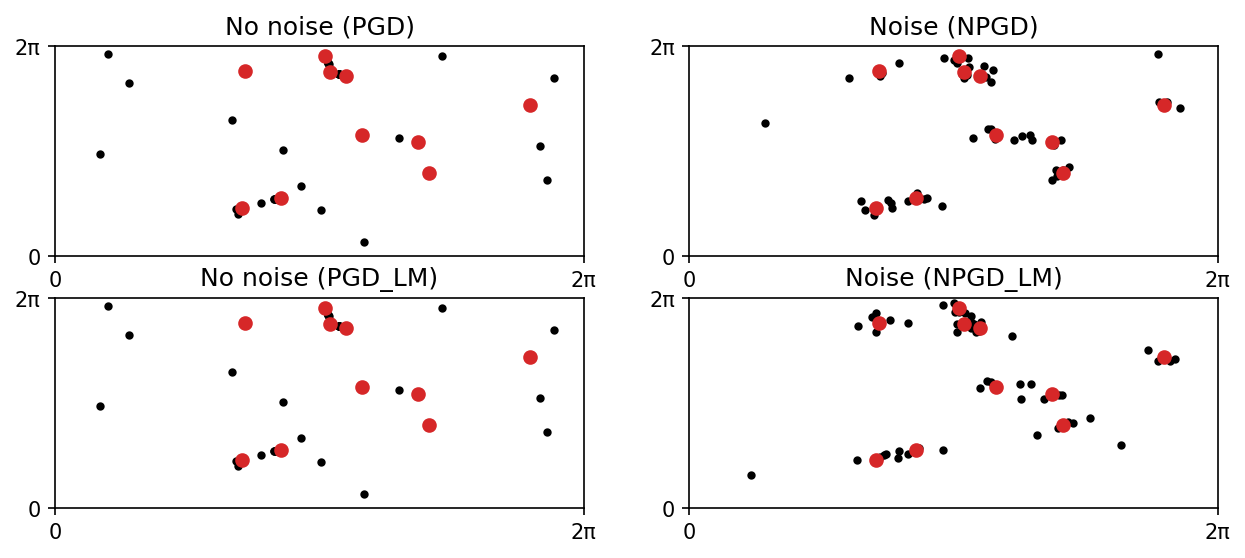 No noise (PGD)
Noise (NPGD)
2π
2π
0
0
0
2π
0
2π
No noise (PGD_LM)
Noise (NPGD_LM)
2π
2π
0
0
0
2π
0
2π